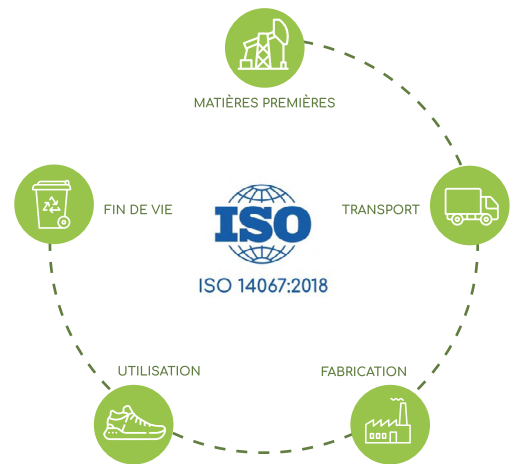 MATIÈRES PREMIÈRES
FIN DE VIE
ISO
TRANSPORT
ISO 14067:2018
UTILISATION
FABRICATION